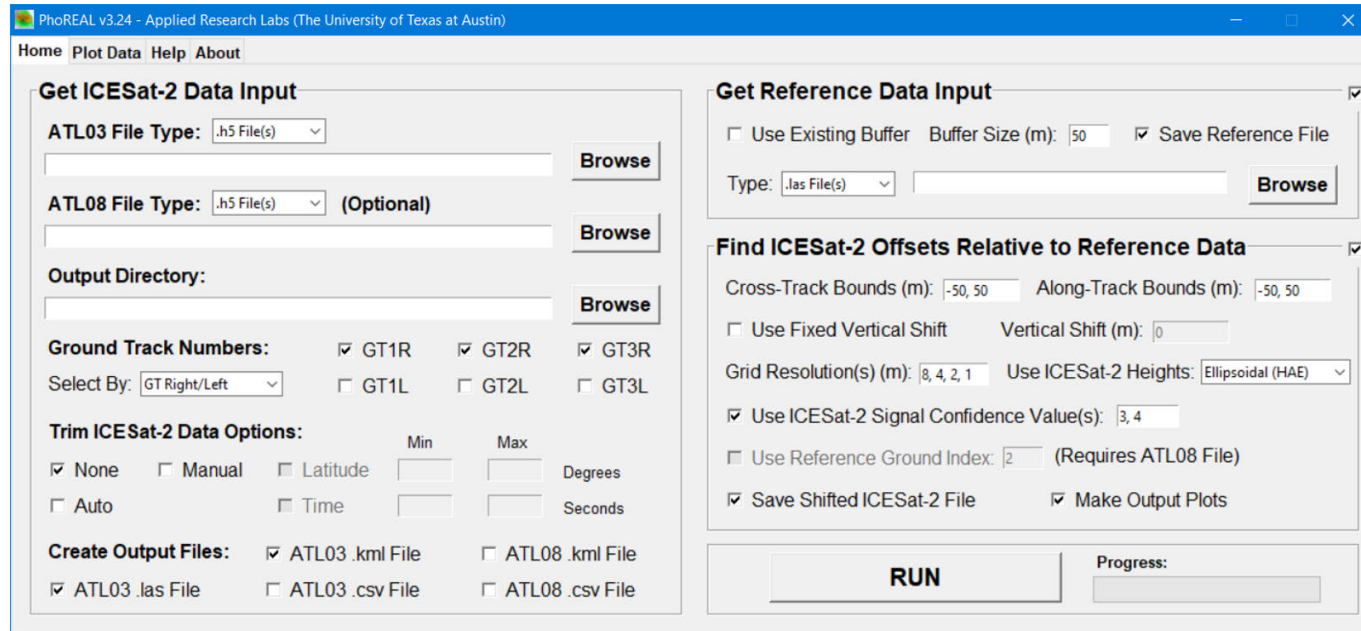 PhoREAL v3.24 - Applied Research Labs (The University of Texas at Austin)
Home Plot Data Help About
Get ICESat-2 Data Input
ATL03 File Type: .h5 File(s)
Browse
ATL08 File Type: .h5 File(s) (Optional)
Browse
Output Directory:
Browse
Ground Track Numbers: GT1R GT2R GT3R
Select By: GT Right/Left GT1L GT2L GT3L
Trim ICESat-2 Data Options: Min Max
None Manual Latitude Degrees
Auto Time Seconds
Create Output Files: ATL03 .kml File ATL08 .kml File
ATL03 .las File ATL03 .csv File ATL08 .csv File
Get Reference Data Input
Use Existing Buffer Buffer Size (m): 50 Save Reference File
Type: .las File(s) Browse
Find ICESat-2 Offsets Relative to Reference Data
Cross-Track Bounds (m): -50, 50 Along-Track Bounds (m): -50, 50
Use Fixed Vertical Shift Vertical Shift (m): 0
Grid Resolution(s) (m): 8, 4, 2, 1 Use ICESat-2 Heights: Ellipsoidal (HAE)
Use ICESat-2 Signal Confidence Value(s): 3, 4
Use Reference Ground Index: 2 (Requires ATL08 File)
Save Shifted ICESat-2 File Make Output Plots
RUN Progress: